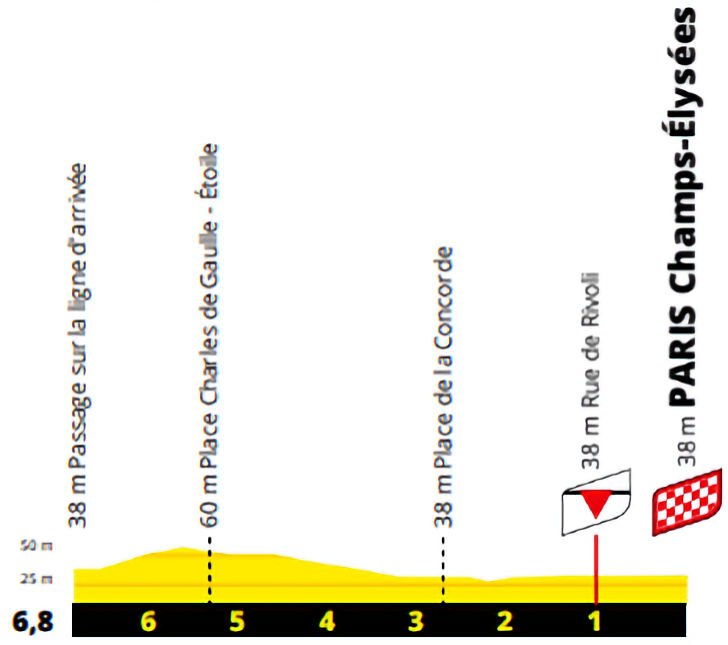 38 m Passage sur la ligne d'arrivée
60 m Place Charles de Gaulle - Étoile
38 m Place de la Concorde
38 m Rue de Rivoli
38 m PARIS Champs-Élysées
50 m
25 m
6,8 6 5 4 3 2 1